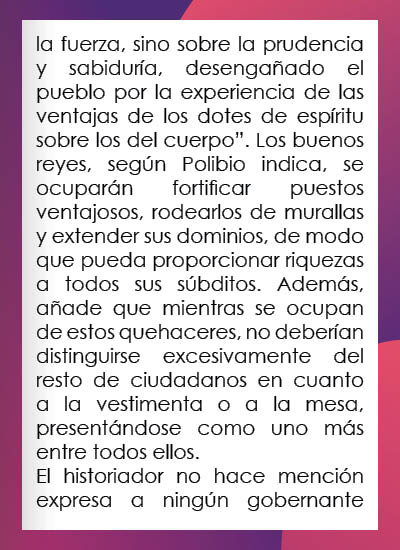 la fuerza, sino sobre la prudencia
y sabiduría, desengañado el
pueblo por la experiencia de las
ventajas de los dotes de espíritu
sobre los del cuerpo”. Los buenos
reyes, según Polibio indica, se
ocuparán fortificar puestos
ventajosos, rodearlos de murallas
y extender sus dominios, de modo
que pueda proporcionar riquezas
a todos sus súbditos. Además,
añade que mientras se ocupan
de estos quehaceres, no deberían
distinguirse excesivamente del
resto de ciudadanos en cuanto
a la vestimenta o a la mesa,
presentándose como uno más
entre todos ellos.
El historiador no hace mención
expresa a ningún gobernante